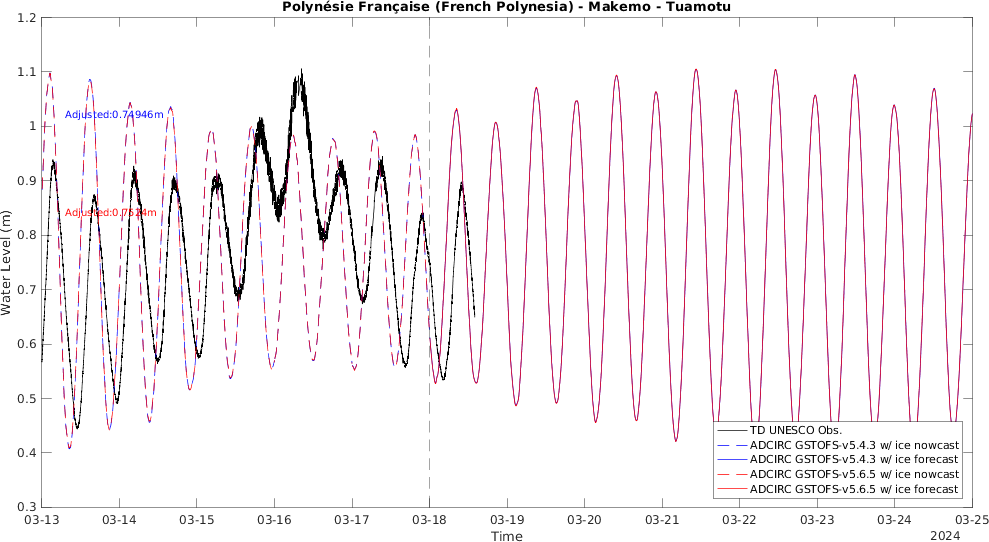 Polynésie Française (French Polynesia) - Makemo - Tuamotu
1.2
1.1
1
0.9
0.8
0.7
0.6
0.5
0.4
0.3
Water Level (m)
Adjusted:0.74946m
Adjusted:0.7524m
TD UNESCO Obs.
ADCIRC GSTOFS-v5.4.3 w/ ice nowcast
ADCIRC GSTOFS-v5.4.3 w/ ice forecast
ADCIRC GSTOFS-v5.6.5 w/ ice nowcast
ADCIRC GSTOFS-v5.6.5 w/ ice forecast
03-13 03-14 03-15 03-16 03-17 03-18 03-19 03-20 03-21 03-22 03-23 03-24 03-25
Time
2024